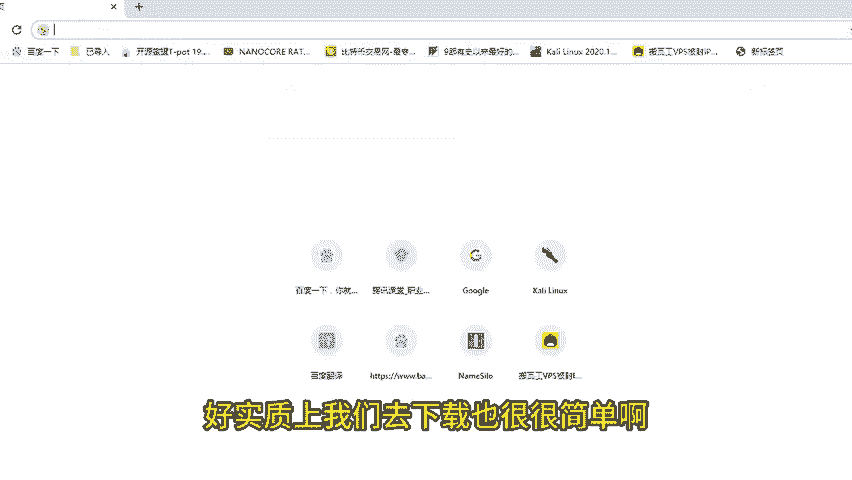 百度一下 已导入 开源蜜罐T-pot 19.... NANOCORE RAT... 比特币交易网-最专... 9起有史以来最好的... Kali Linux 2020.1... 搬瓦工VPS被封IP... 新标签页
百度一下，你就... 腾讯课堂_职业... Google Kali Linux
百度翻译 https://www.ba... NameSilo 搬瓦工VPS被封I...
好实质上我们去下载也很很简单啊